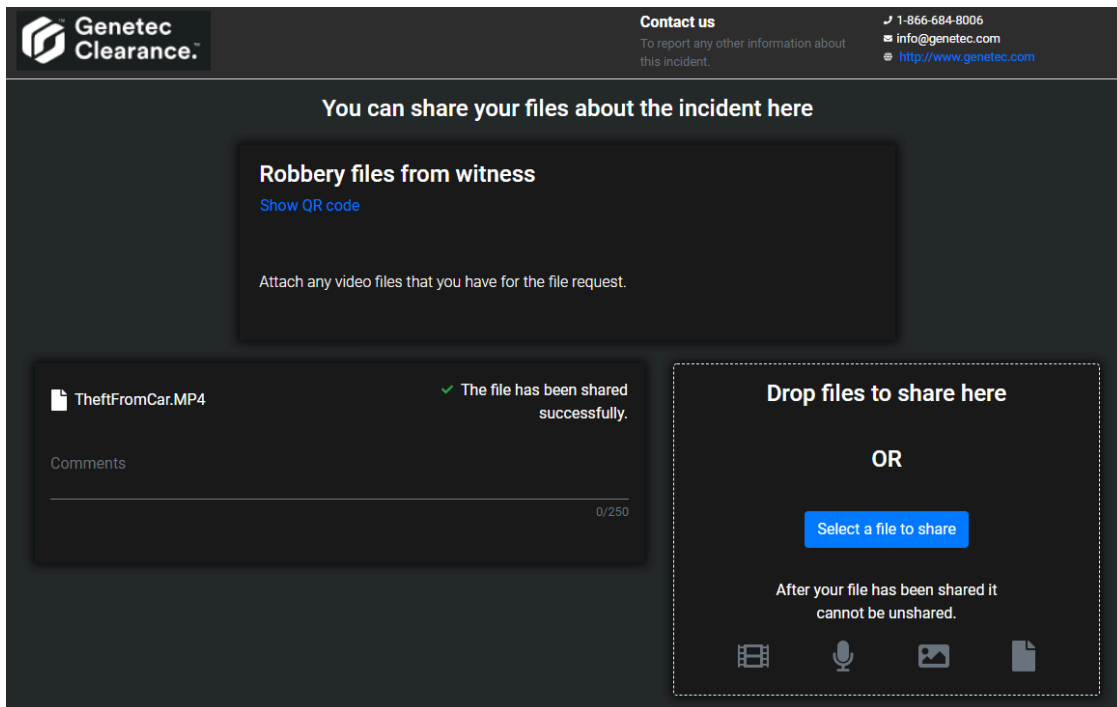 Genetec
Clearance.™
Contact us
To report any other information about
this incident.
1-866-684-8006
info@genetec.com
http://www.genetec.com
You can share your files about the incident here
Robbery files from witness
Show QR code
Attach any video files that you have for the file request.
TheftFromCar.MP4
The file has been shared
successfully.
Comments
0/250
Drop files to share here
OR
Select a file to share
After your file has been shared it
cannot be unshared.